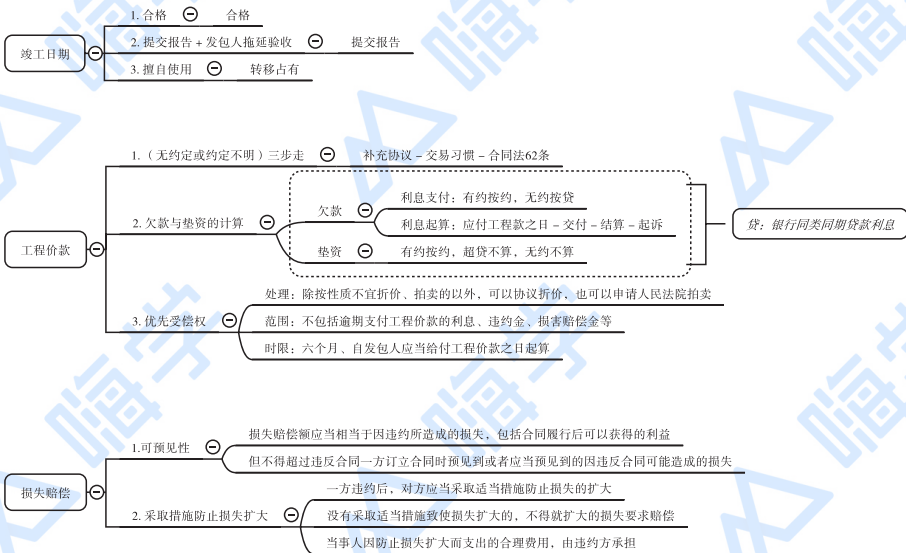 竣工日期
1. 合格
合格
2. 提交报告 + 发包人拖延验收
提交报告
3. 擅自使用
转移占有
工程价款
1.（无约定或约定不明）三步走
补充协议 – 交易习惯 – 合同法62条
2. 欠款与垫资的计算
欠款
利息支付：有约按约，无约按贷
利息起算：应付工程款之日 – 交付 – 结算 – 起诉
垫资
有约按约，超贷不算，无约不算
贷：银行同类同期贷款利息
3. 优先受偿权
处理：除按性质不宜折价、拍卖的以外，可以协议折价，也可以申请人民法院拍卖
范围：不包括逾期支付工程价款的利息、违约金、损害赔偿金等
时限：六个月、自发包人应当给付工程价款之日起算
损失赔偿
1.可预见性
损失赔偿额应当相当于因违约所造成的损失，包括合同履行后可以获得的利益
但不得超过违反合同一方订立合同时预见到或者应当预见到的因违反合同可能造成的损失
2. 采取措施防止损失扩大
一方违约后，对方应当采取适当措施防止损失的扩大
没有采取适当措施致使损失扩大的，不得就扩大的损失要求赔偿
当事人因防止损失扩大而支出的合理费用，由违约方承担
嗨学
嗨学
嗨学
嗨学
嗨学